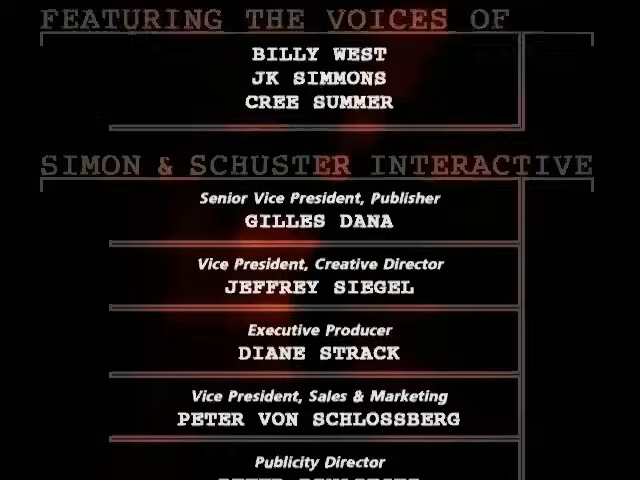 FEATURING THE VOICES OF
BILLY WEST
JK SIMMONS
CREE SUMMER
SIMON & SCHUSTER INTERACTIVE
Senior Vice President, Publisher
GILLES DANA
Vice President, Creative Director
JEFFREY SIEGEL
Executive Producer
DIANE STRACK
Vice President, Sales & Marketing
PETER VON SCHLOSSBERG
Publicity Director